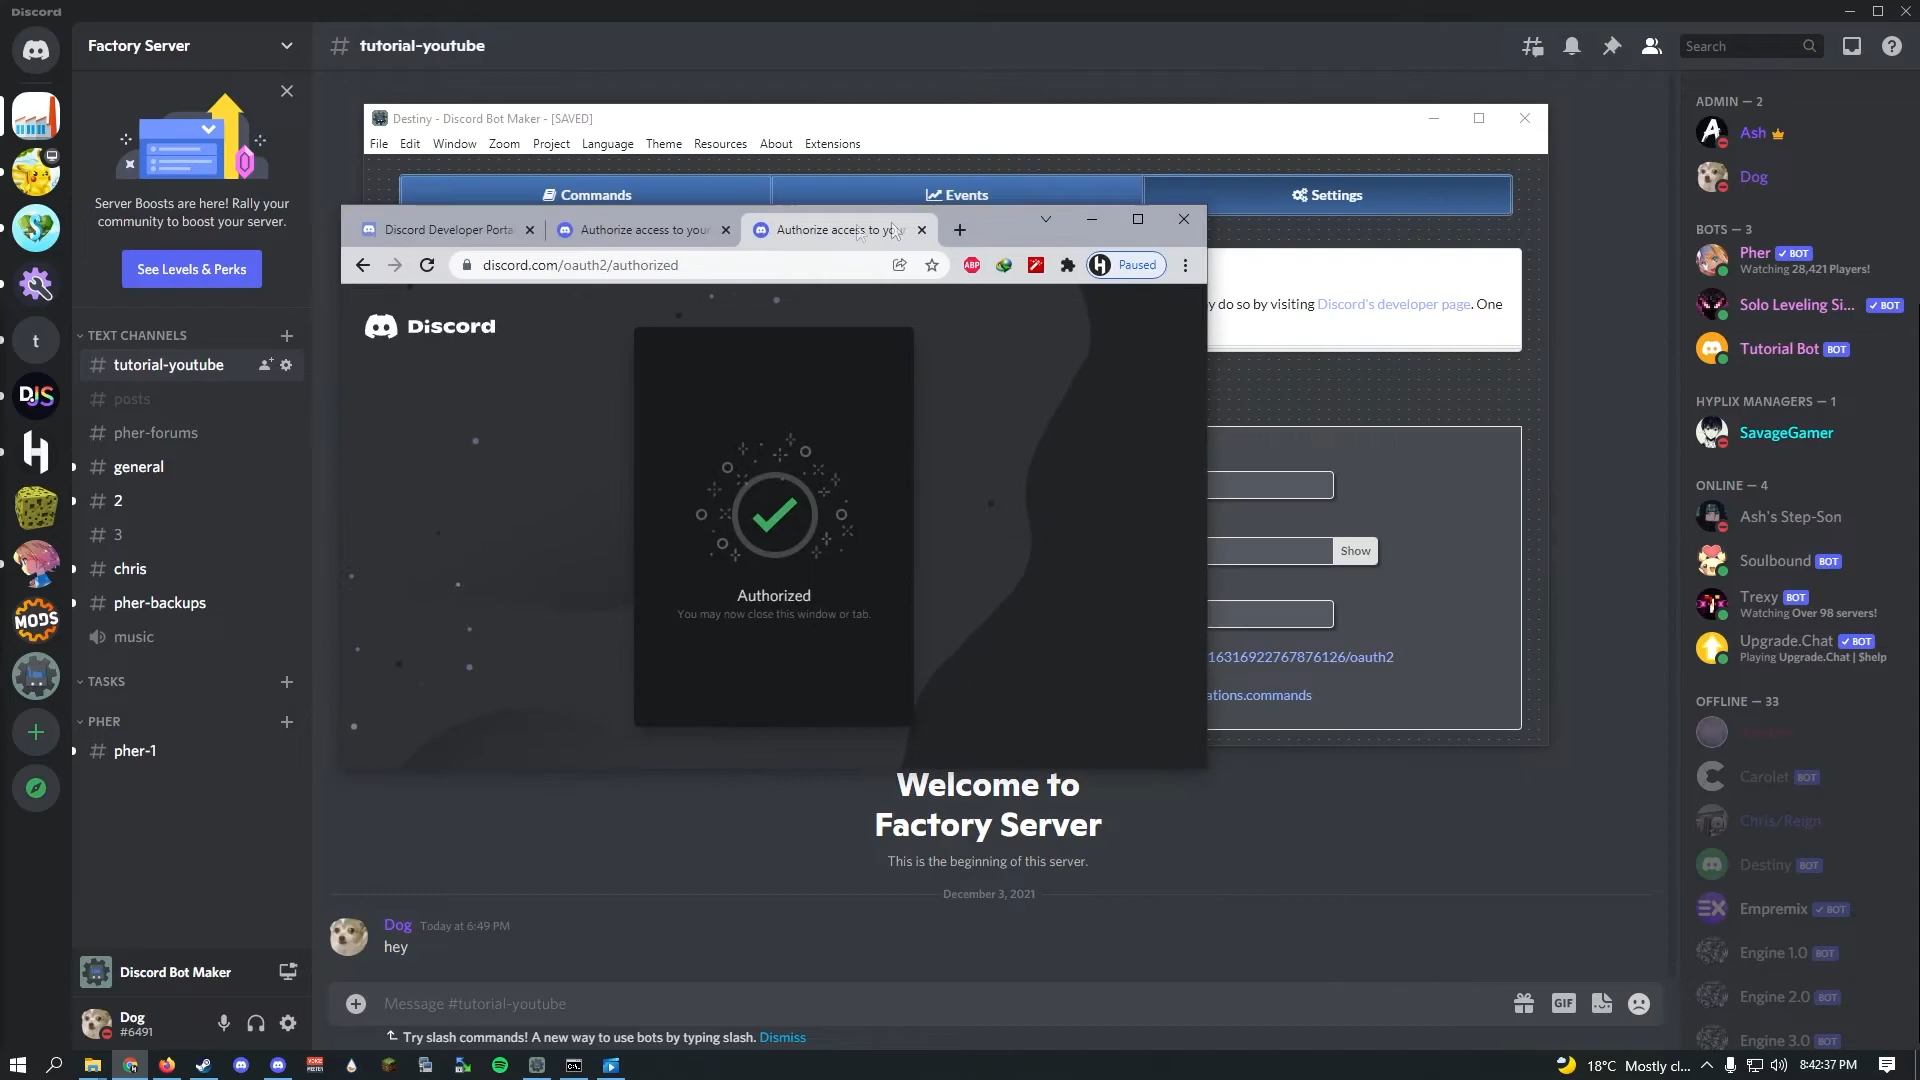 Discord
Factory Server
Server Boosts are here! Rally your
community to boost your server.
See Levels & Perks
TEXT CHANNELS
tutorial-youtube
posts
pher-forums
general
2
3
chris
pher-backups
music
TASKS
PHER
pher-1
t
DJS
H
MODS
Discord Bot Maker
Dog
#6491
tutorial-youtube
Search
Destiny - Discord Bot Maker - [SAVED]
File Edit Window Zoom Project Language Theme Resources About Extensions
Commands
Events
Settings
Discord Developer Porta
Authorize access to your
Authorize access to your
discord.com/oauth2/authorized
ABP
H Paused
Discord
Authorized
You may now close this window or tab.
y do so by visiting Discord's developer page. One
Show
16316922767876126/oauth2
ations.commands
Welcome to
Factory Server
This is the beginning of this server.
December 3, 2021
Dog Today at 6:49 PM
hey
Message #tutorial-youtube
GIF
Try slash commands! A new way to use bots by typing slash. Dismiss
ADMIN — 2
Ash
Dog
BOTS — 3
Pher BOT
Watching 28,421 Players!
Solo Leveling Si... BOT
Tutorial Bot BOT
HYPLIX MANAGERS — 1
SavageGamer
ONLINE — 4
Ash's Step-Son
Soulbound BOT
Trexy BOT
Watching Over 98 servers!
Upgrade.Chat BOT
Playing Upgrade.Chat | $help
OFFLINE — 33
Carolet BOT
Chris/Reign
Destiny BOT
EX
Empremix BOT
Engine 1.0 BOT
Engine 2.0 BOT
Engine 3.0 BOT
18°C Mostly cl...
8:42:37 PM